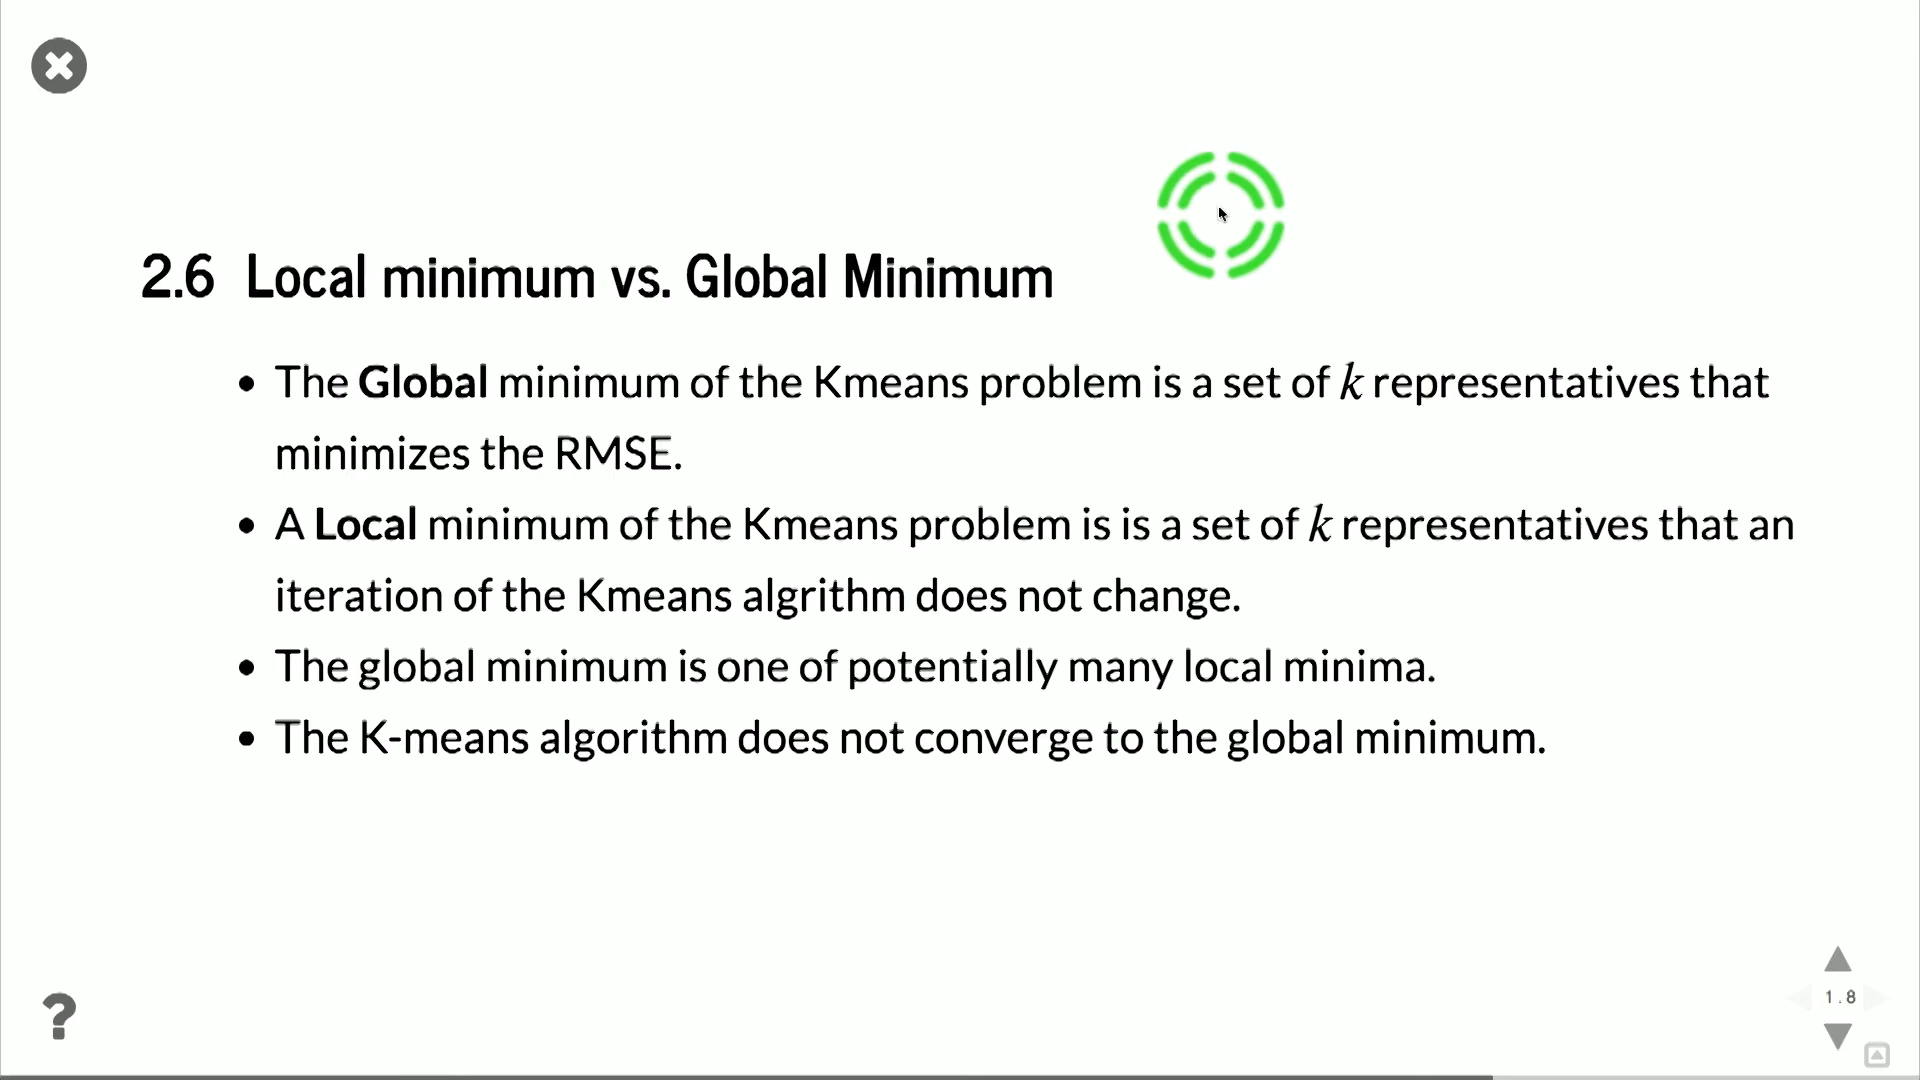 2.6 Local minimum vs. Global Minimum
• The Global minimum of the Kmeans problem is a set of k representatives that
minimizes the RMSE.
• A Local minimum of the Kmeans problem is is a set of k representatives that an
iteration of the Kmeans algrithm does not change.
• The global minimum is one of potentially many local minima.
• The K-means algorithm does not converge to the global minimum.
?
1.8